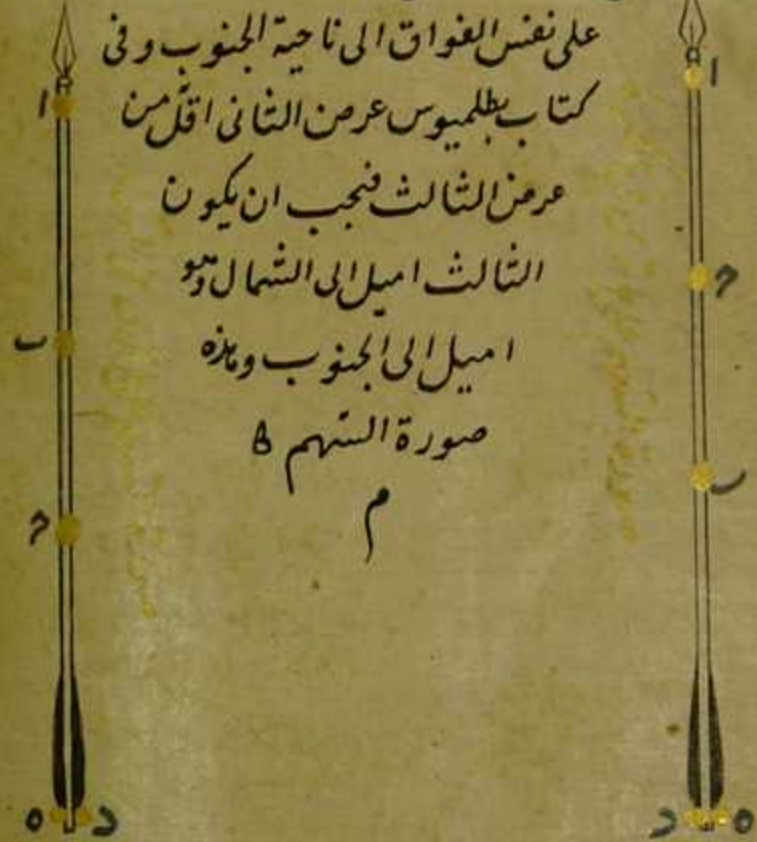 على نفس الفواق الى ناحية الجنوب وفى
كتاب بطلميوس عرض الثانى اقل من
عرض الثالث فيجب ان يكون
الثالث اميل الى الشمال وهو
اميل الى الجنوب وهذه
صورة السهم
م
ا
ب
ح
د
ه
ا
ح
ب
د
ه